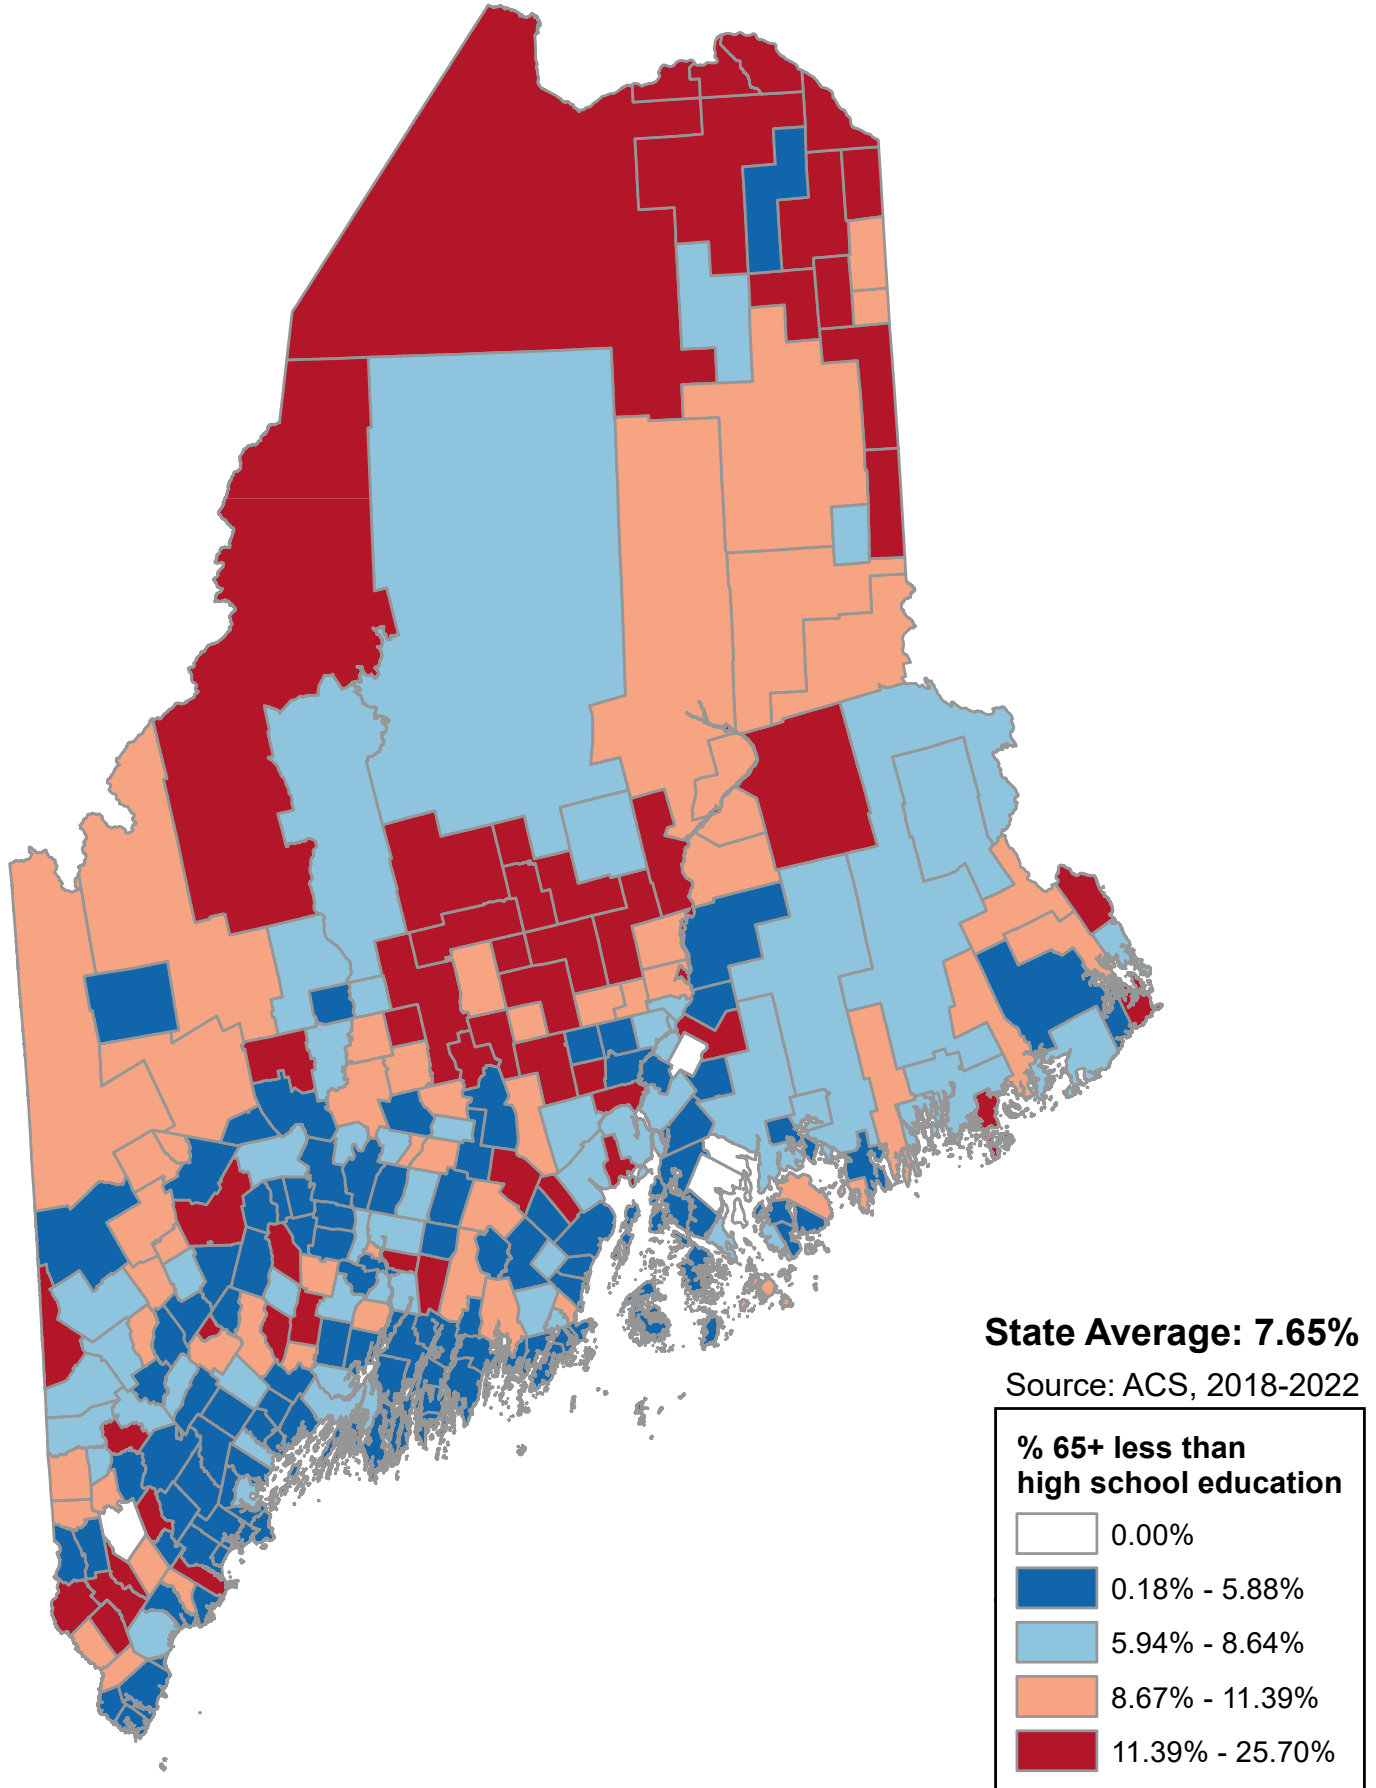 State Average: 7.65%
Source: ACS, 2018-2022
% 65+ less than
high school education
0.00%
0.18% - 5.88%
5.94% - 8.64%
8.67% - 11.39%
11.39% - 25.70%